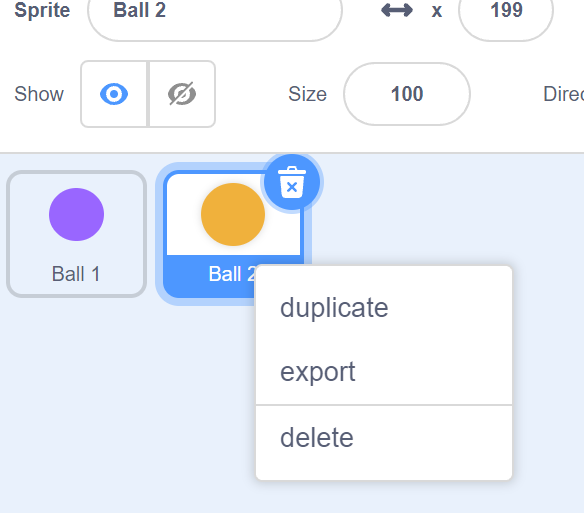 Sprite Ball 2 x 199
Show Size 100 Direc
Ball 1 Ball 2
duplicate
export
delete